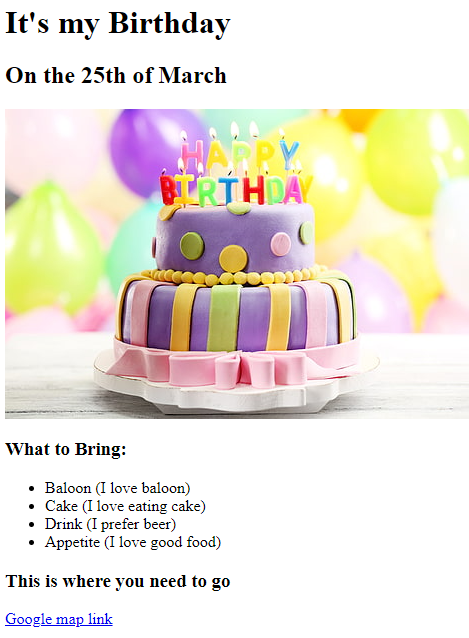 It's my Birthday
On the 25th of March
HAPPY
BIRTHDAY
What to Bring:
Baloon (I love baloon)
Cake (I love eating cake)
Drink (I prefer beer)
Appetite (I love good food)
This is where you need to go
Google map link